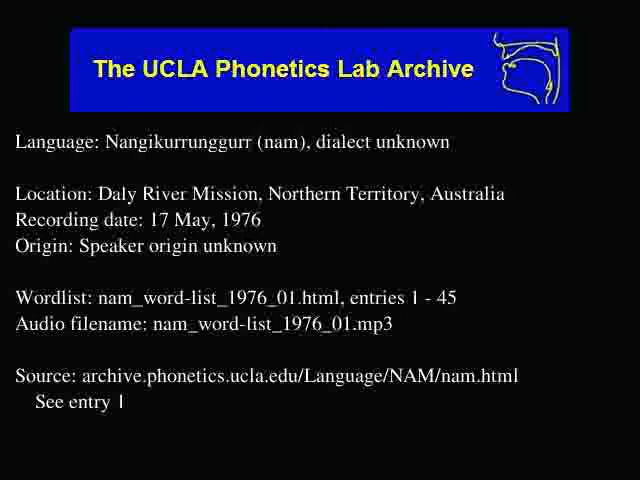 The UCLA Phonetics Lab Archive
Language: Nangikurrunggurr (nam), dialect unknown
Location: Daly River Mission, Northern Territory, Australia
Recording date: 17 May, 1976
Origin: Speaker origin unknown
Wordlist: nam_word-list_1976_01.html, entries 1 - 45
Audio filename: nam_word-list_1976_01.mp3
Source: archive.phonetics.ucla.edu/Language/NAM/nam.html
See entry 1